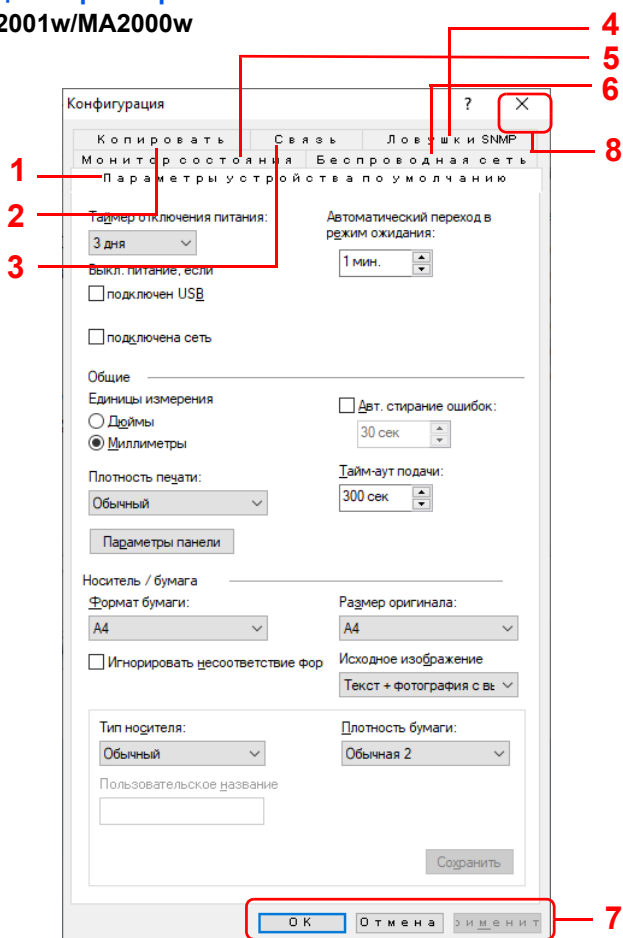 2001w/MA2000w
4
5
6
Конфигурация ?
8
Копировать Связь Ловушки SNMP
Монитор состояния Беспроводная сеть
1
Параметры устройства по умолчанию
2
Таймер отключения питания: Автоматический переход в режим ожидания:
3 дня 1 мин.
3
Выкл. питание, если
подключен USB
подключена сеть
Общие
Единицы измерения
Дюймы
Миллиметры
Авт. стирание ошибок:
30 сек
Плотность печати: Тайм-аут подачи:
Обычный 300 сек
Параметры панели
Носитель / бумага
Формат бумаги: Размер оригинала:
A4 A4
Игнорировать несоответствие фор Исходное изображение
Текст + фотография с вь
Тип носителя: Плотность бумаги:
Обычный Обычная 2
Пользовательское название
Сохранить
OK Отмена рименит
7